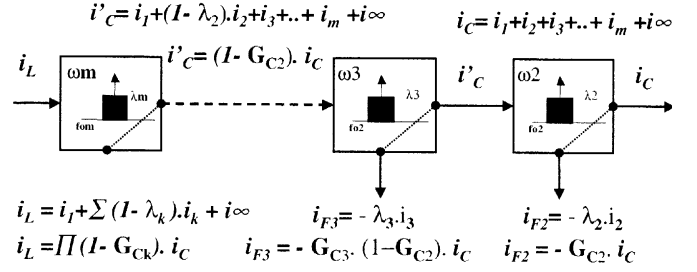 i'C= i1+(1- λ2).i2+i3+..+ im +i∞
iC= i1+i2+i3+..+ im +i∞
i'C= (1- GC2). iC
iL
ωm
λm
fom
ω3
λ3
fo2
i'C
ω2
λ2
fo2
iC
iL = i1+∑ (1- λk).ik + i∞
iF3= - λ3.i3
iF2= - λ2.i2
iL =∏ (1- GCk). iC
iF3= - GC3. (1–GC2). iC
iF2= - GC2. iC